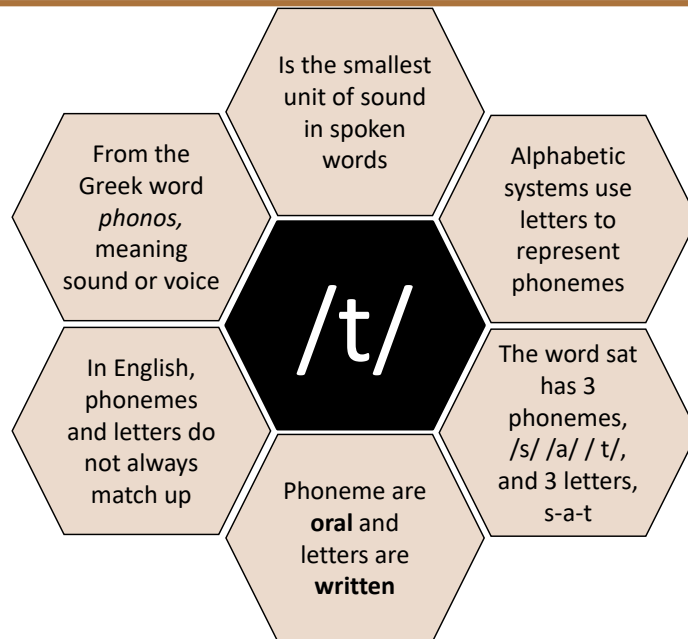 Is the smallest
unit of sound
in spoken
words
From the
Greek word
phonos,
meaning
sound or voice
Alphabetic
systems use
letters to
represent
phonemes
/t/
In English,
phonemes
and letters do
not always
match up
The word sat
has 3
phonemes,
/s/ /a/ / t/,
and 3 letters,
s-a-t
Phoneme are
oral and
letters are
written